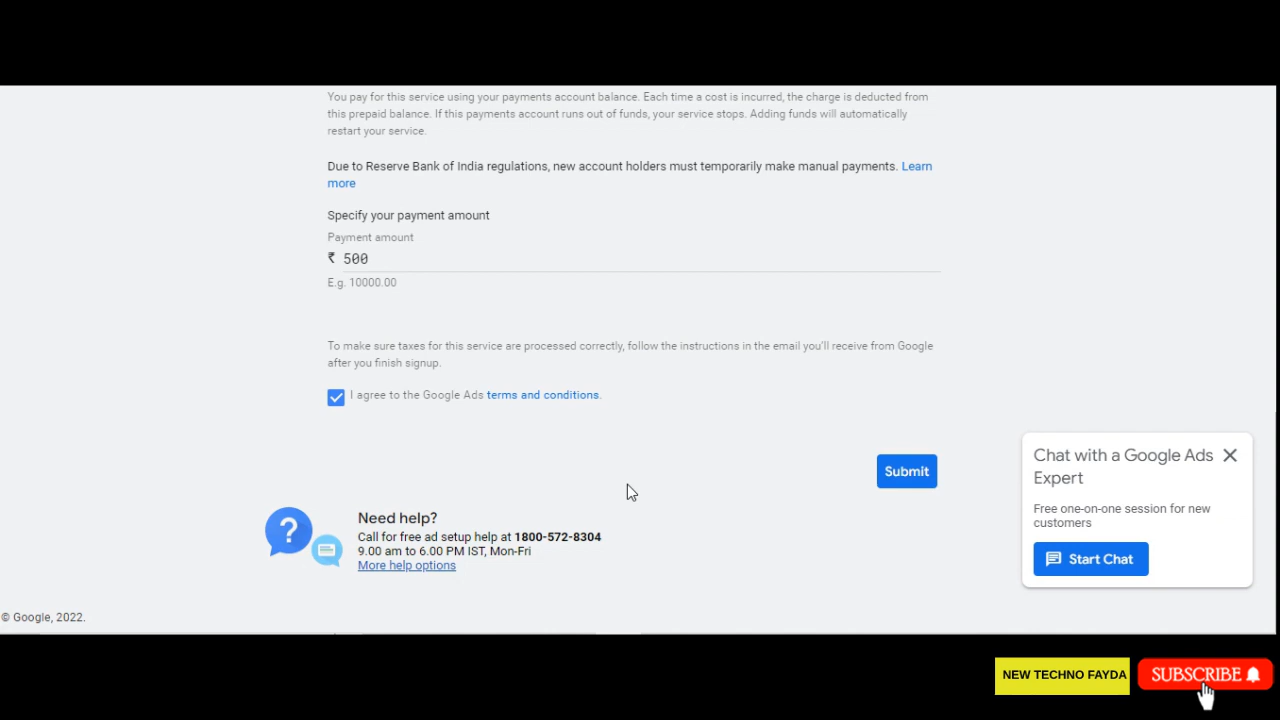 You pay for this service using your payments account balance. Each time a cost is incurred, the charge is deducted from
this prepaid balance. If this payments account runs out of funds, your service stops. Adding funds will automatically
restart your service.
Due to Reserve Bank of India regulations, new account holders must temporarily make manual payments. Learn
more
Specify your payment amount
Payment amount
₹ 500
E.g. 10000.00
To make sure taxes for this service are processed correctly, follow the instructions in the email you'll receive from Google
after you finish signup.
I agree to the Google Ads terms and conditions.
Submit
Chat with a Google Ads
Expert
Free one-on-one session for new
customers
Start Chat
?
Need help?
Call for free ad setup help at 1800-572-8304
9.00 am to 6.00 PM IST, Mon-Fri
More help options
© Google, 2022.
NEW TECHNO FAYDA
SUBSCRIBE